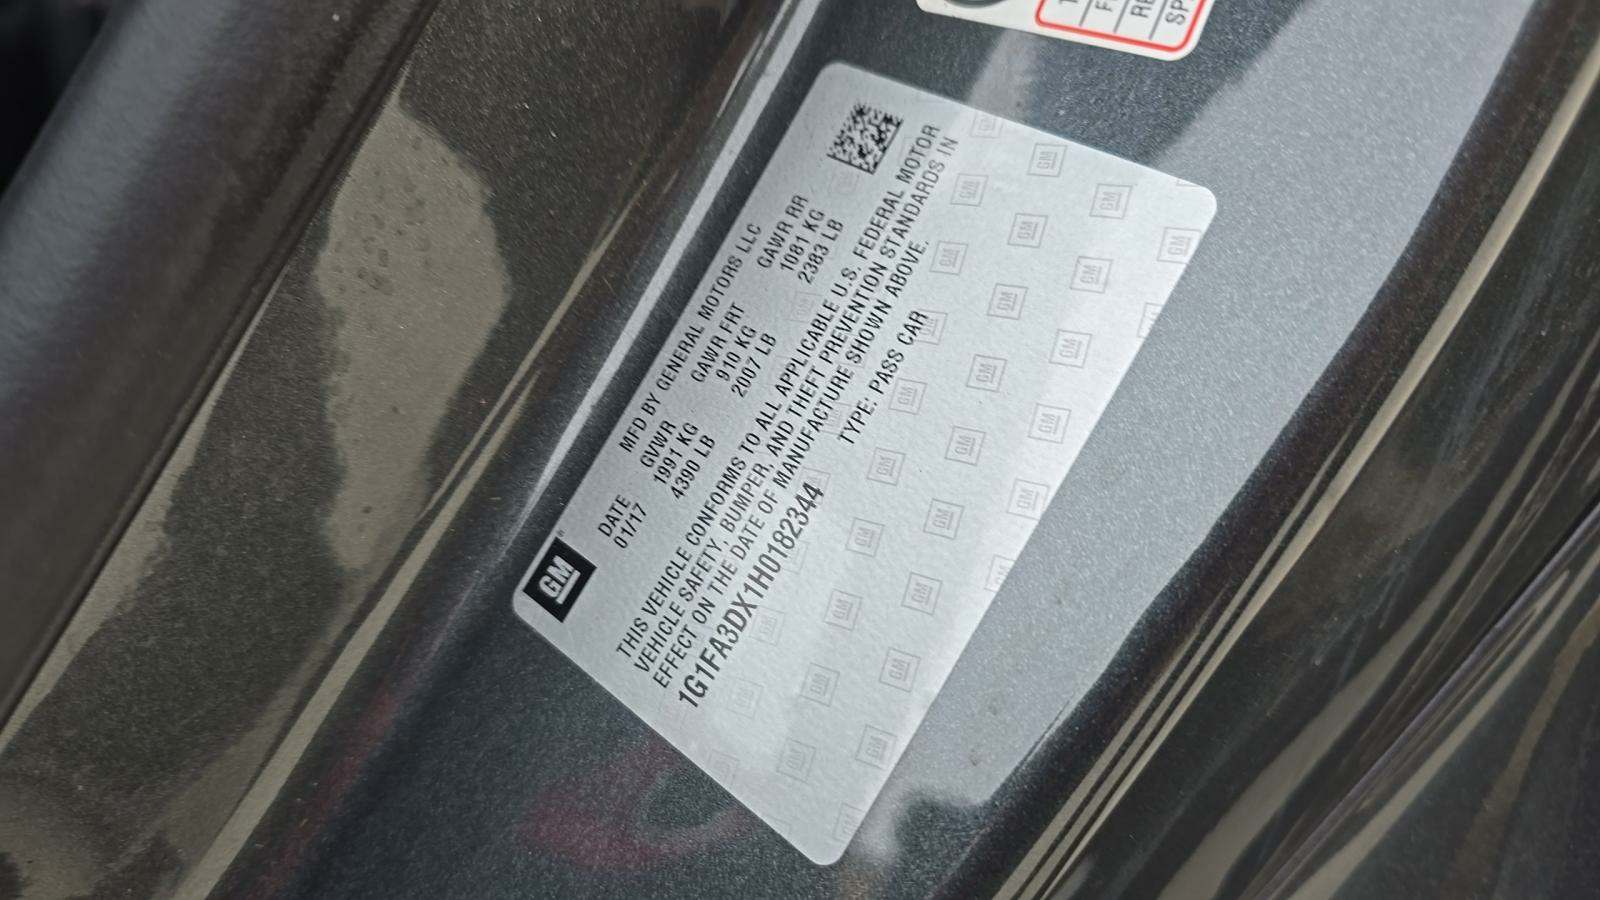 GM
MFD BY GENERAL MOTORS LLC
DATE GVWR GAWR FRT GAWR RR
01/17 1991 KG 910 KG 1081 KG
4390 LB 2007 LB 2383 LB
THIS VEHICLE CONFORMS TO ALL APPLICABLE U.S. FEDERAL MOTOR
VEHICLE SAFETY, BUMPER, AND THEFT PREVENTION STANDARDS IN
EFFECT ON THE DATE OF MANUFACTURE SHOWN ABOVE.
1G1FA3DX1H0182344 TYPE: PASS CAR